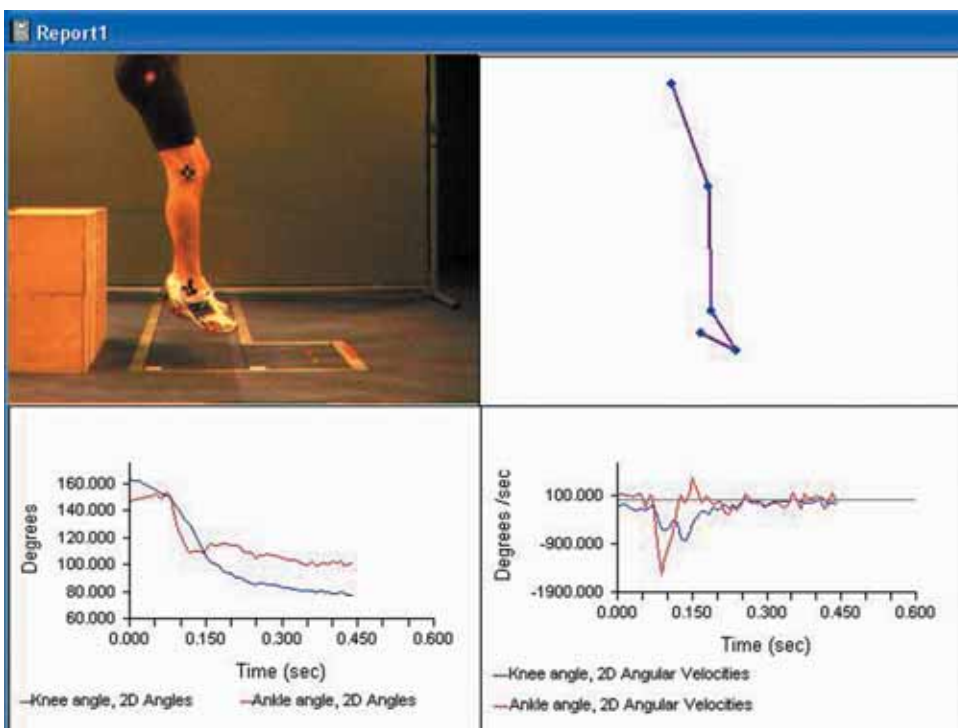 Report1
Degrees
160.000
140.000
120.000
100.000
80.000
60.000
0.000 0.150 0.300 0.450 0.600
Time (sec)
Knee angle, 2D Angles Ankle angle, 2D Angles
Degrees /sec
100.000
-900.000
-1900.000
0.000 0.150 0.300 0.450 0.600
Time (sec)
Knee angle, 2D Angular Velocities
Ankle angle, 2D Angular Velocities